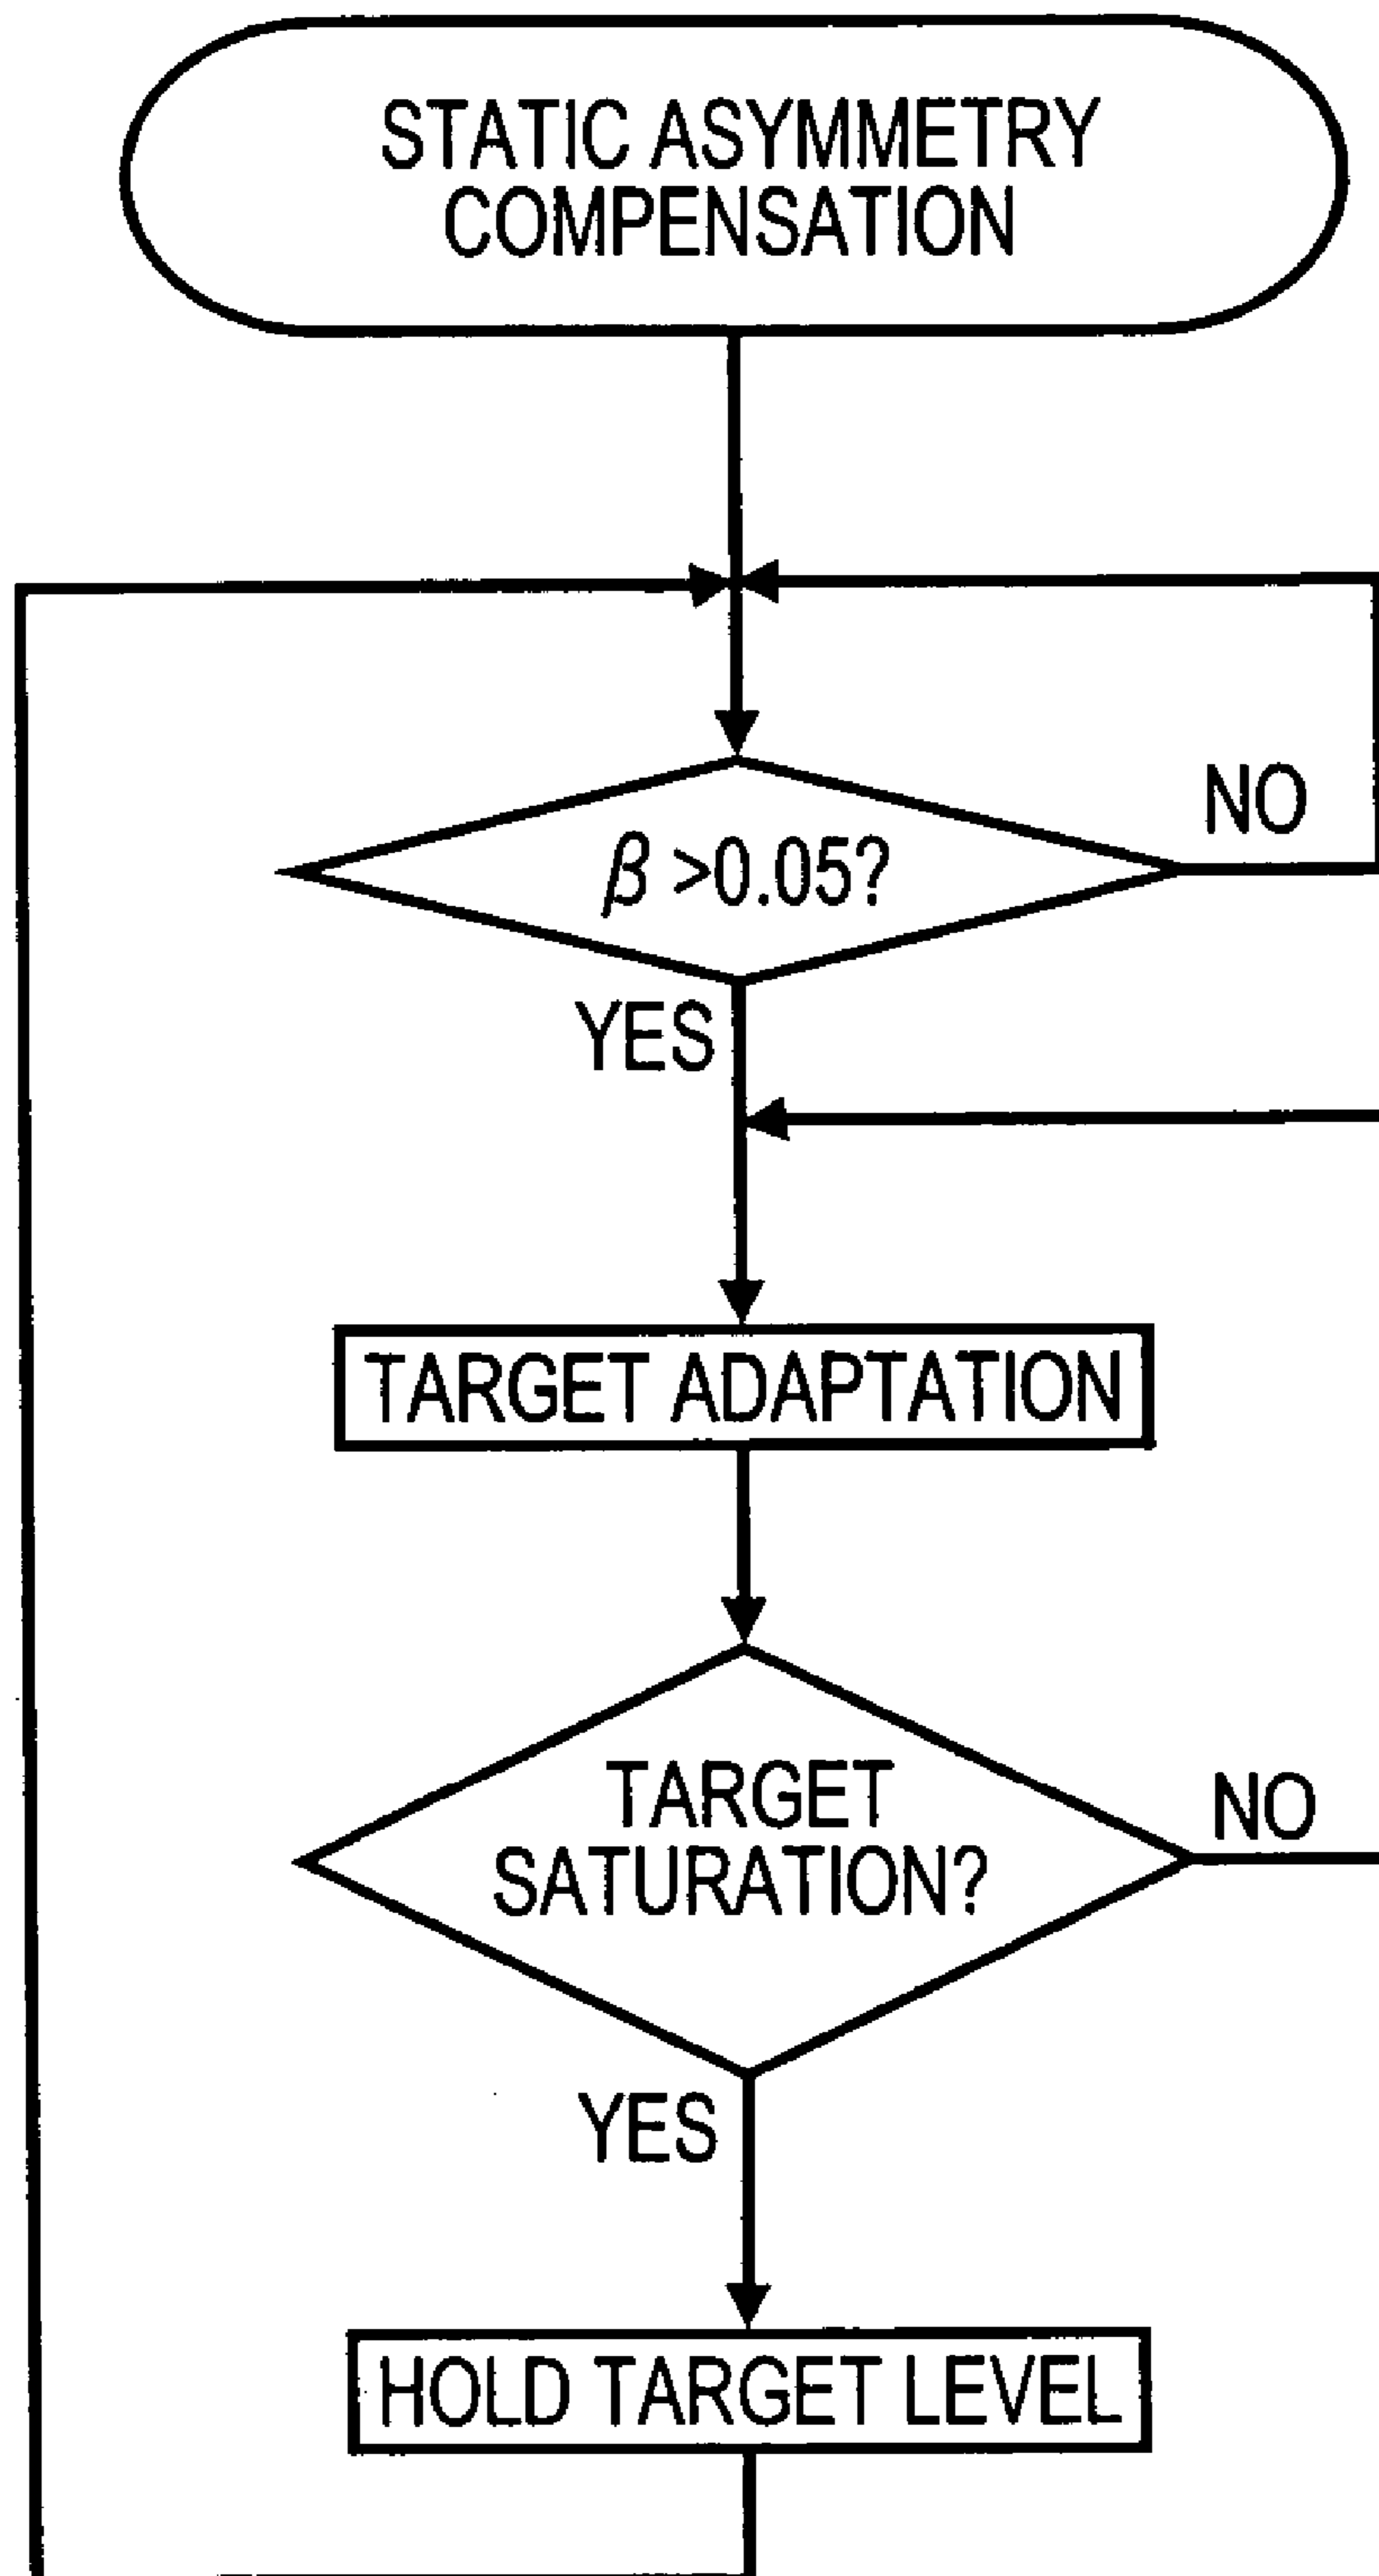 STATIC ASYMMETRY
COMPENSATION
β >0.05?
NO
YES
TARGET ADAPTATION
TARGET
SATURATION?
NO
YES
HOLD TARGET LEVEL